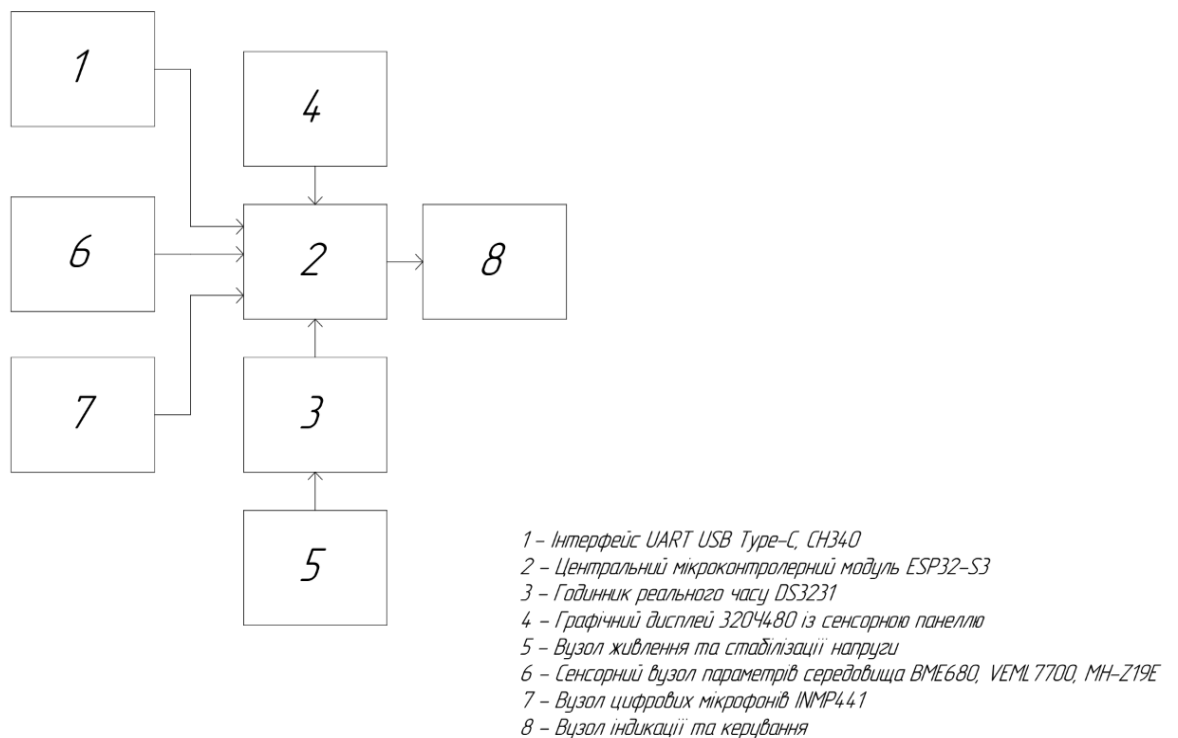 1
4
6
2
8
7
3
5
1 – Інтерфейс UART USB Type-C, CH340
2 – Центральний мікроконтролерний модуль ESP32-S3
3 – Годинник реального часу DS3231
4 – Графічний дисплей 320Ч480 із сенсорною панеллю
5 – Вузол живлення та стабілізації напруги
6 – Сенсорний вузол параметрів середовища BME680, VEML7700, MH-Z19E
7 – Вузол цифрових мікрофонів INMP441
8 – Вузол індикації та керування